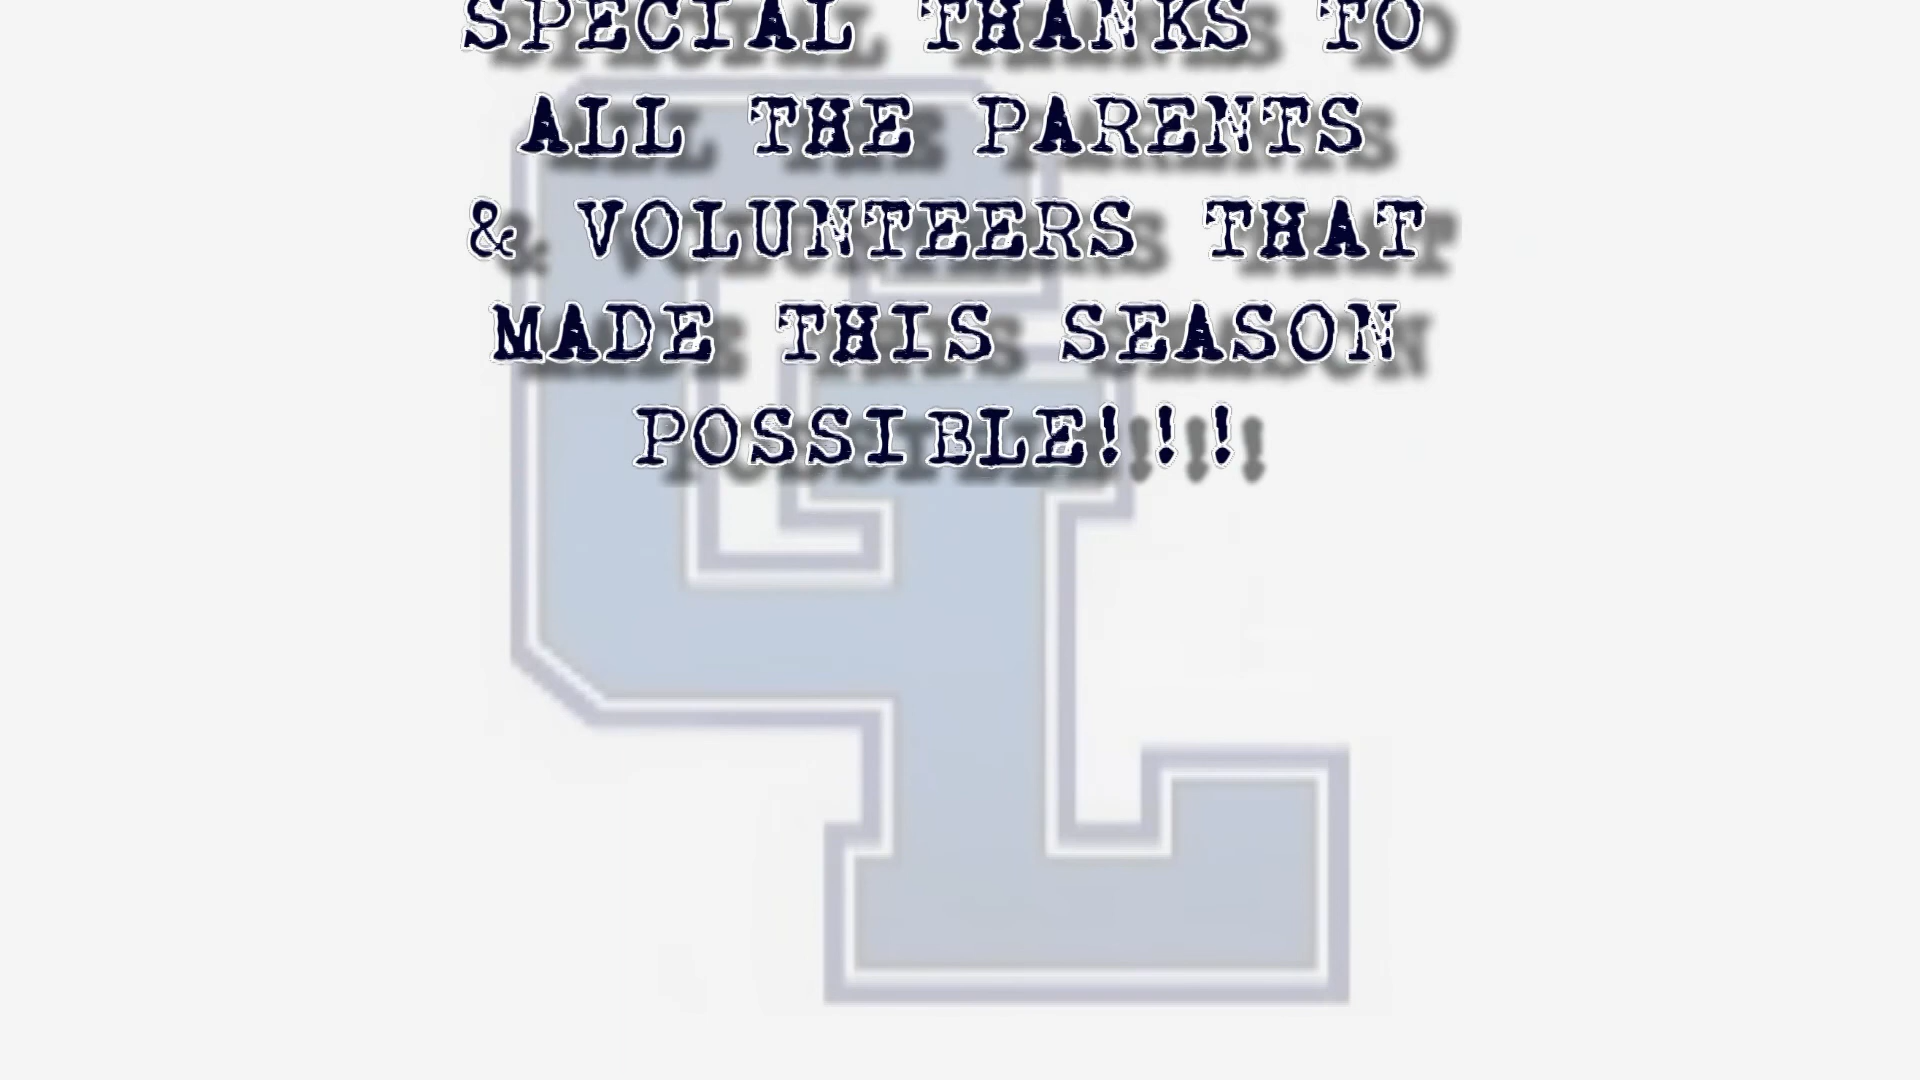 SPECIAL THANKS TO
ALL THE PARENTS
& VOLUNTEERS THAT
MADE THIS SEASON
POSSIBLE!!!